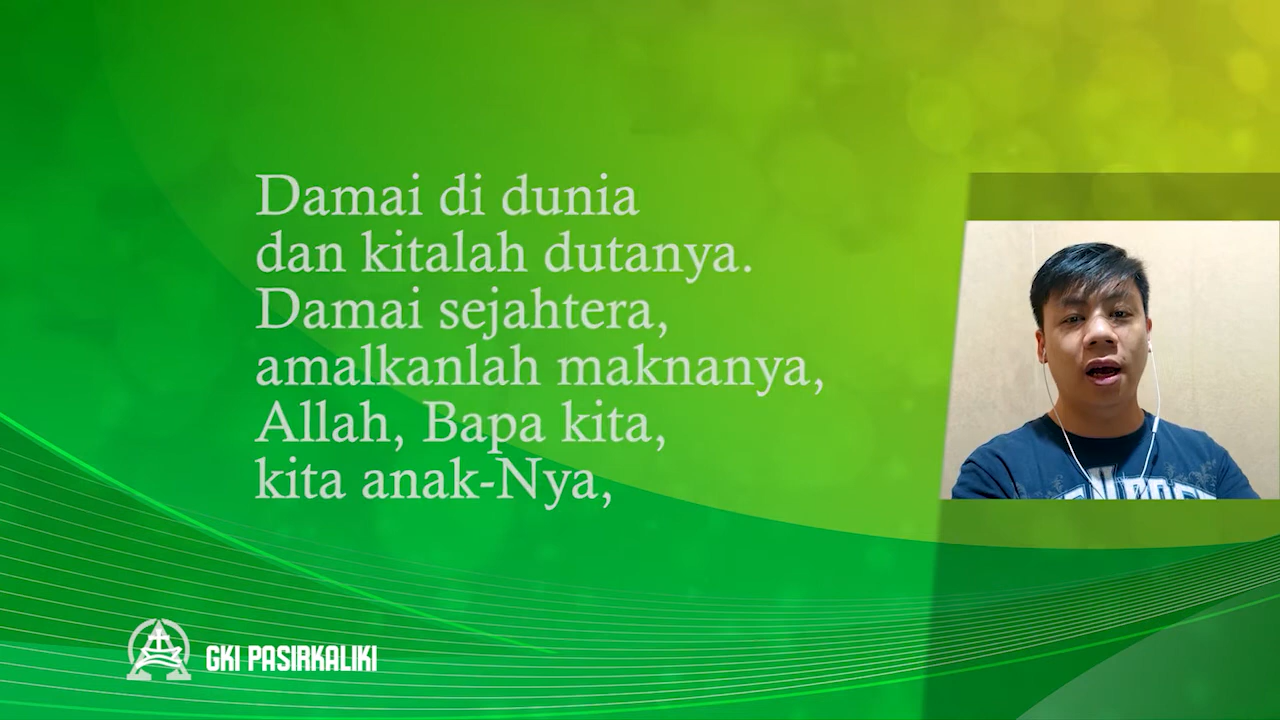 Damai di dunia
dan kitalah dutanya.
Damai sejahtera,
amalkanlah maknanya,
Allah, Bapa kita,
kita anak-Nya,
GKI PASIRKALIKI